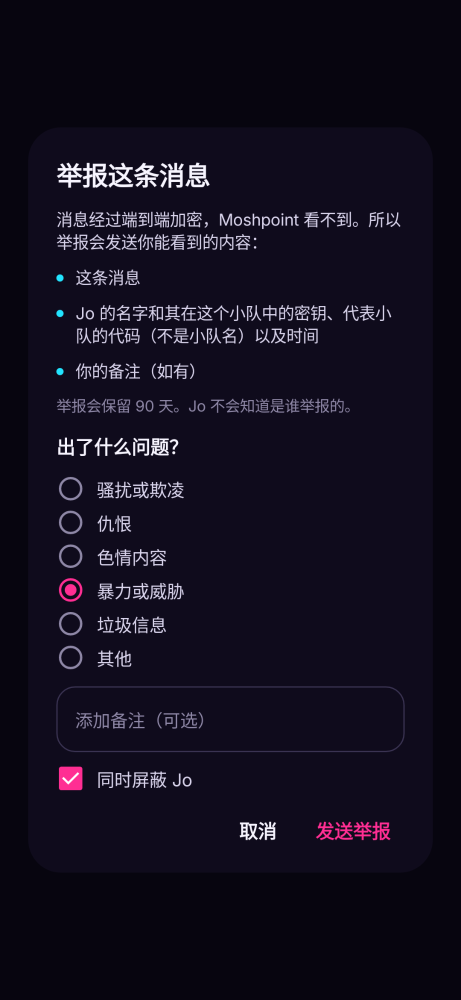 举报这条消息
消息经过端到端加密，Moshpoint 看不到。所以
举报会发送你能看到的内容：
这条消息
Jo 的名字和其在这个小队中的密钥、代表小
队的代码（不是小队名）以及时间
你的备注（如有）
举报会保留 90 天。Jo 不会知道是谁举报的。
出了什么问题？
骚扰或欺凌
仇恨
色情内容
暴力或威胁
垃圾信息
其他
添加备注（可选）
同时屏蔽 Jo
取消
发送举报